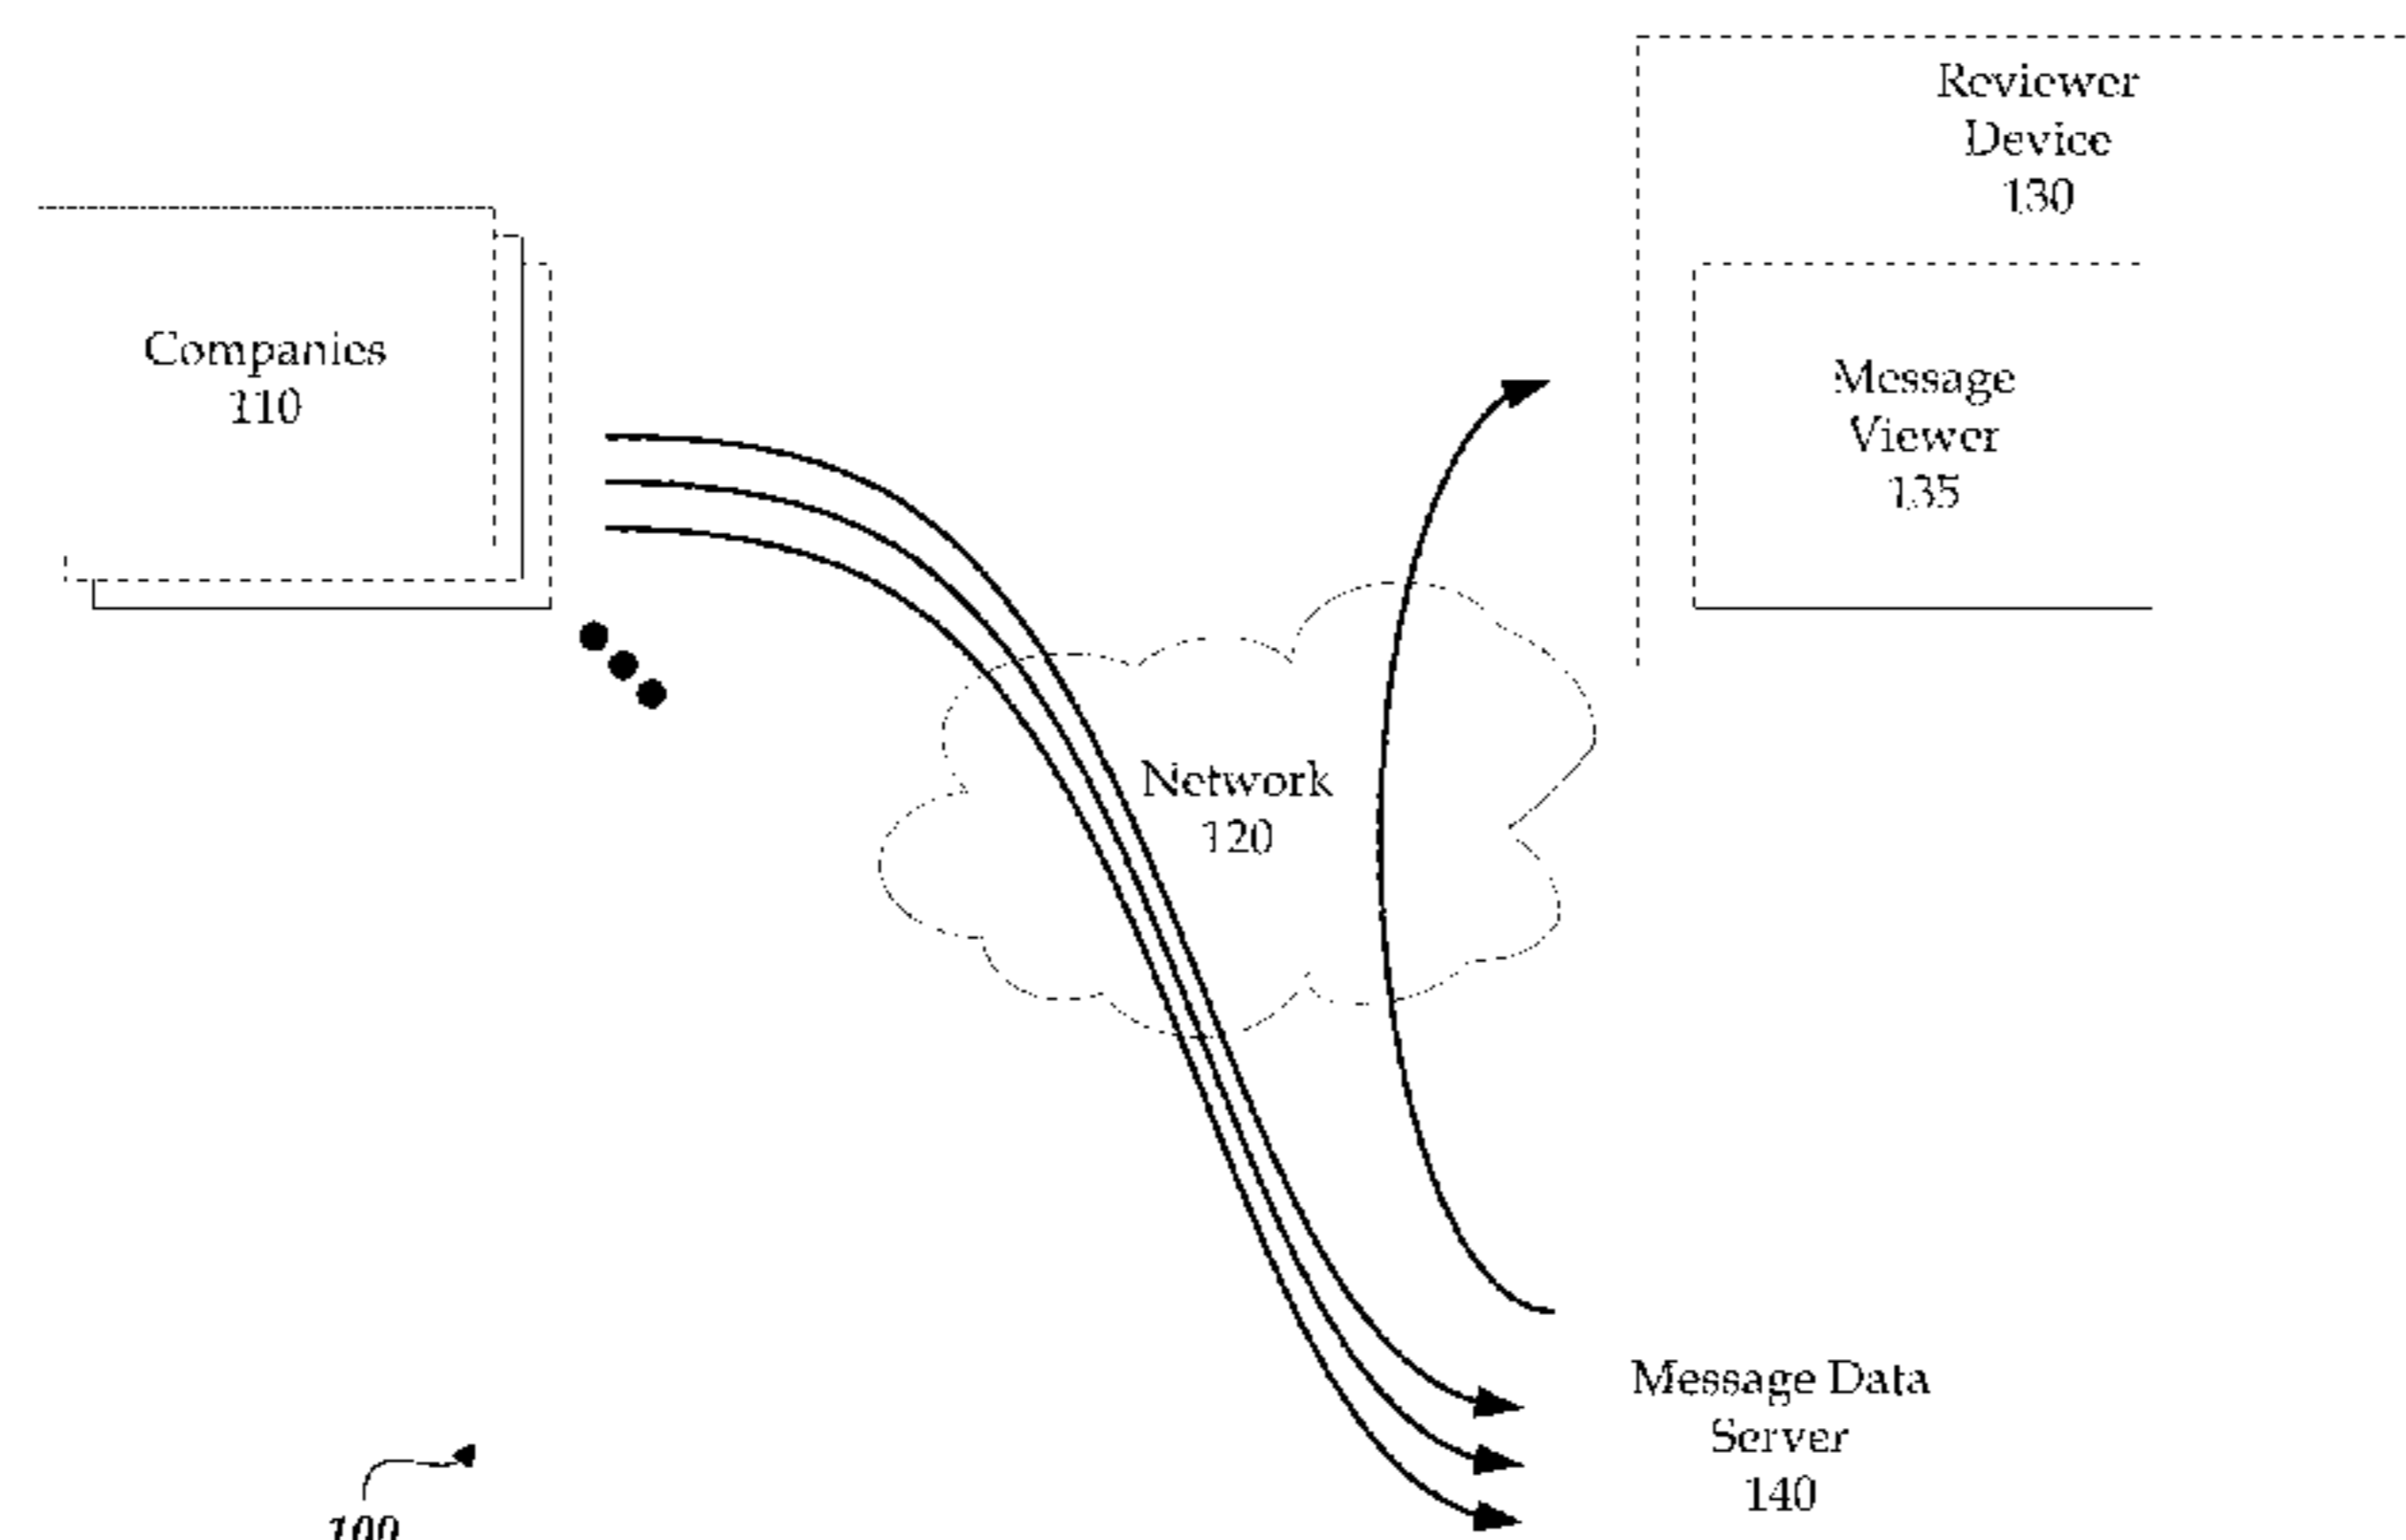 Reviewer
Device
130
Companies
110
Message
Viewer
135
Network
120
Message Data
Server
140
100